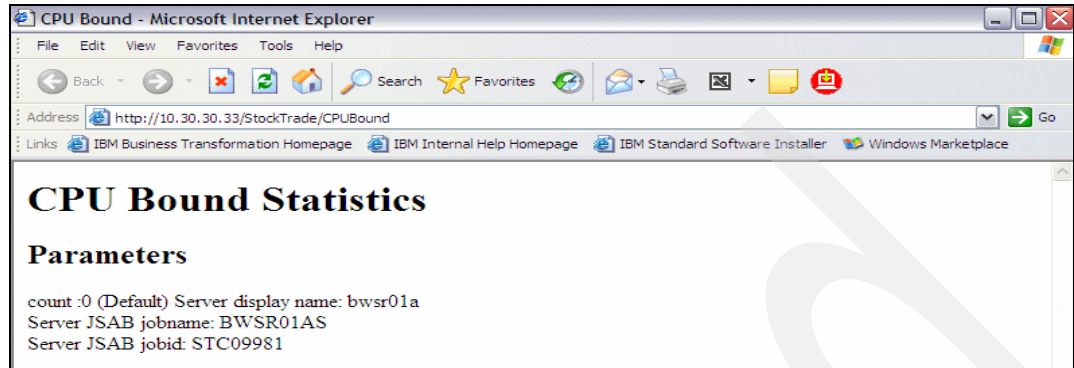 CPU Bound - Microsoft Internet Explorer
File Edit View Favorites Tools Help
Back Search Favorites
Address http://10.30.30.33/StockTrade/CPUBound Go
Links IBM Business Transformation Homepage IBM Internal Help Homepage IBM Standard Software Installer Windows Marketplace
CPU Bound Statistics
Parameters
count :0 (Default) Server display name: bwsr01a
Server JSAB jobname: BWSR01AS
Server JSAB jobid: STC09981